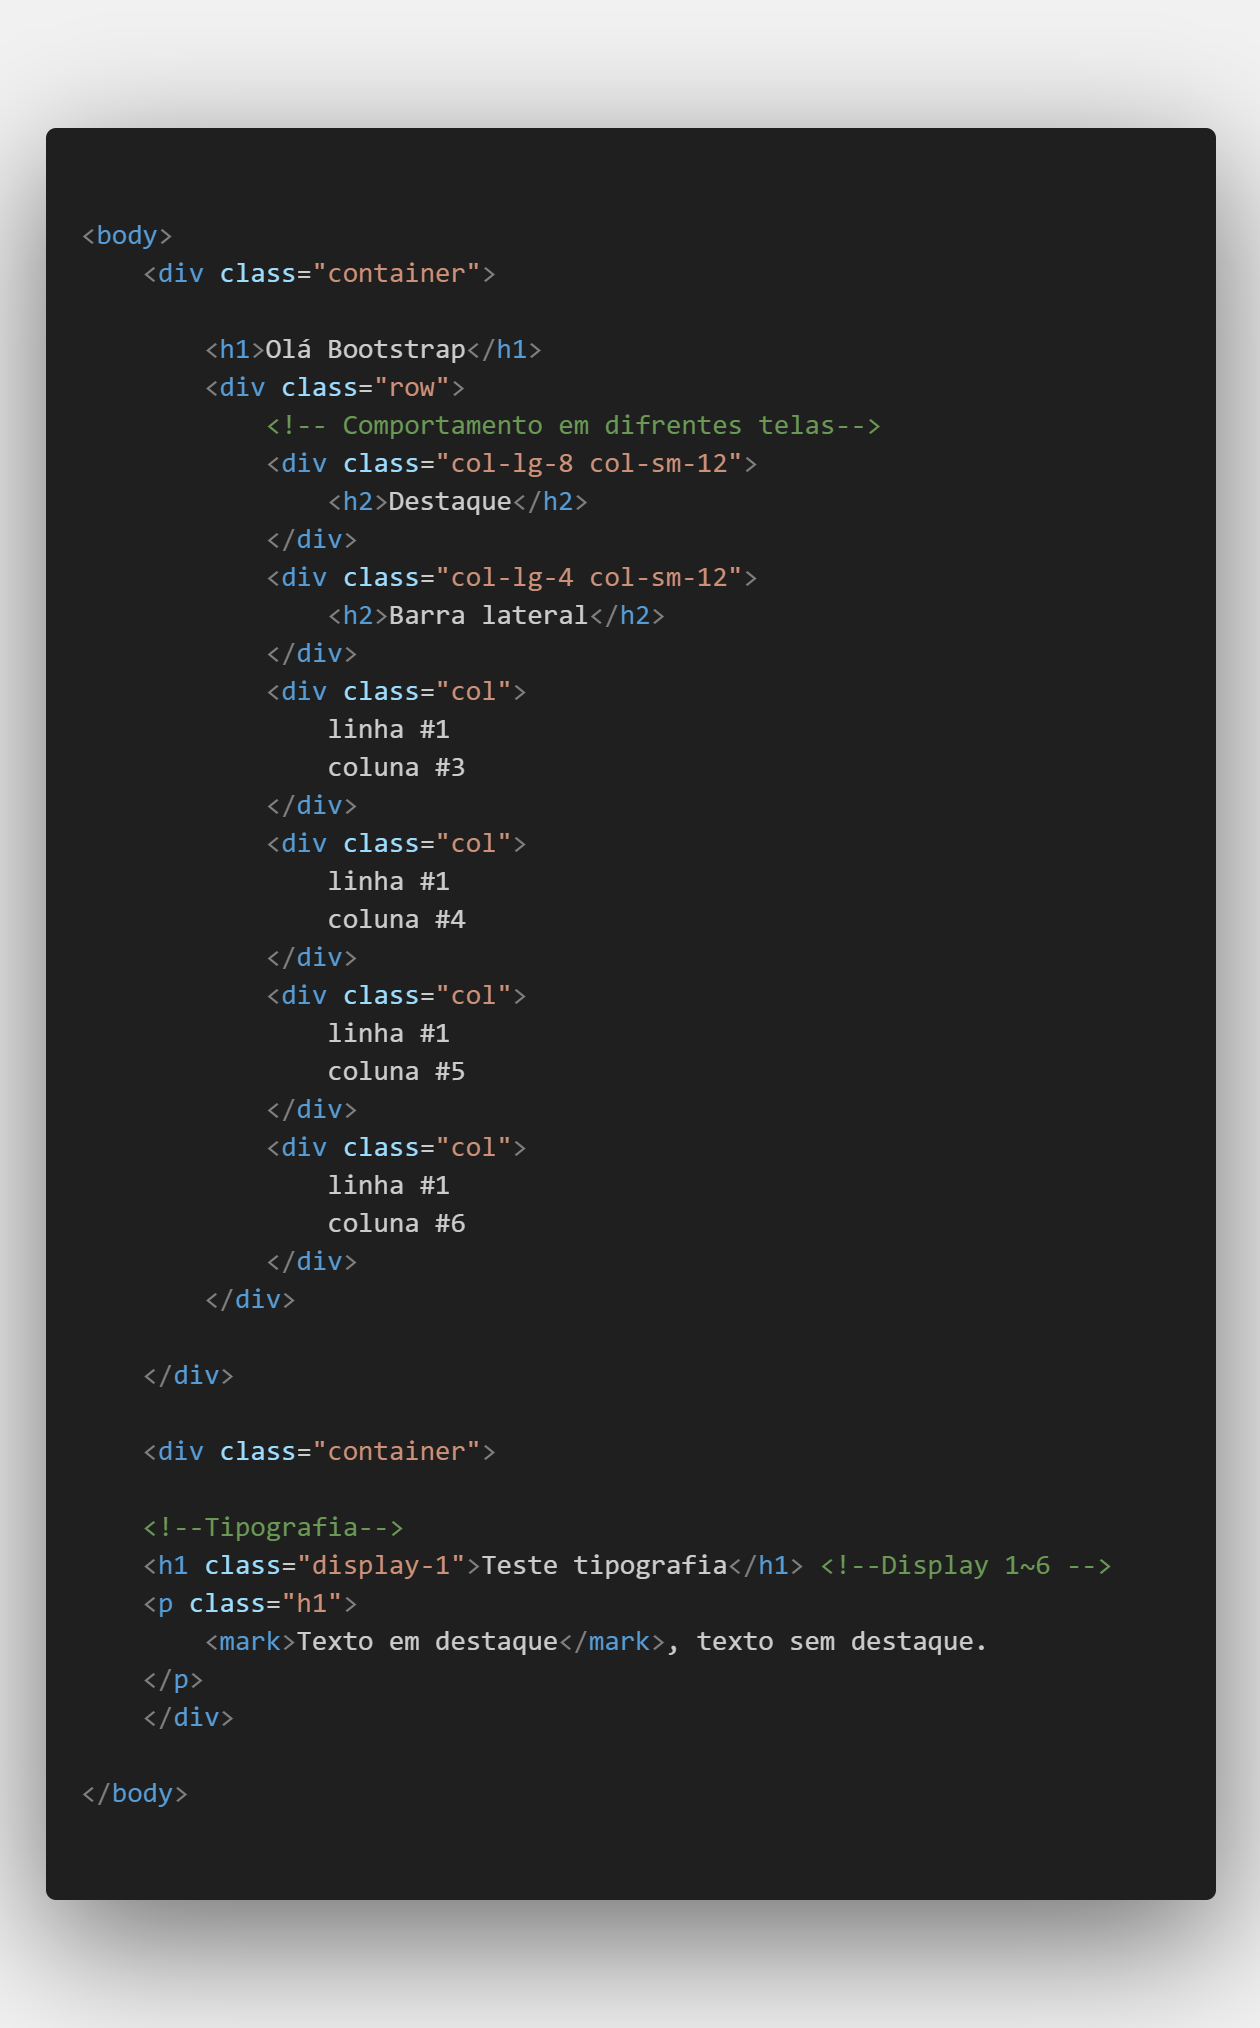 <body>
    <div class="container">

        <h1>Olá Bootstrap</h1>
        <div class="row">
            <!-- Comportamento em difrentes telas-->
            <div class="col-lg-8 col-sm-12">
                <h2>Destaque</h2>
            </div>
            <div class="col-lg-4 col-sm-12">
                <h2>Barra lateral</h2>
            </div>
            <div class="col">
                linha #1
                coluna #3
            </div>
            <div class="col">
                linha #1
                coluna #4
            </div>
            <div class="col">
                linha #1
                coluna #5
            </div>
            <div class="col">
                linha #1
                coluna #6
            </div>
        </div>

    </div>

    <div class="container">

    <!--Tipografia-->
    <h1 class="display-1">Teste tipografia</h1> <!--Display 1~6 -->
    <p class="h1">
        <mark>Texto em destaque</mark>, texto sem destaque.
    </p>
    </div>

</body>